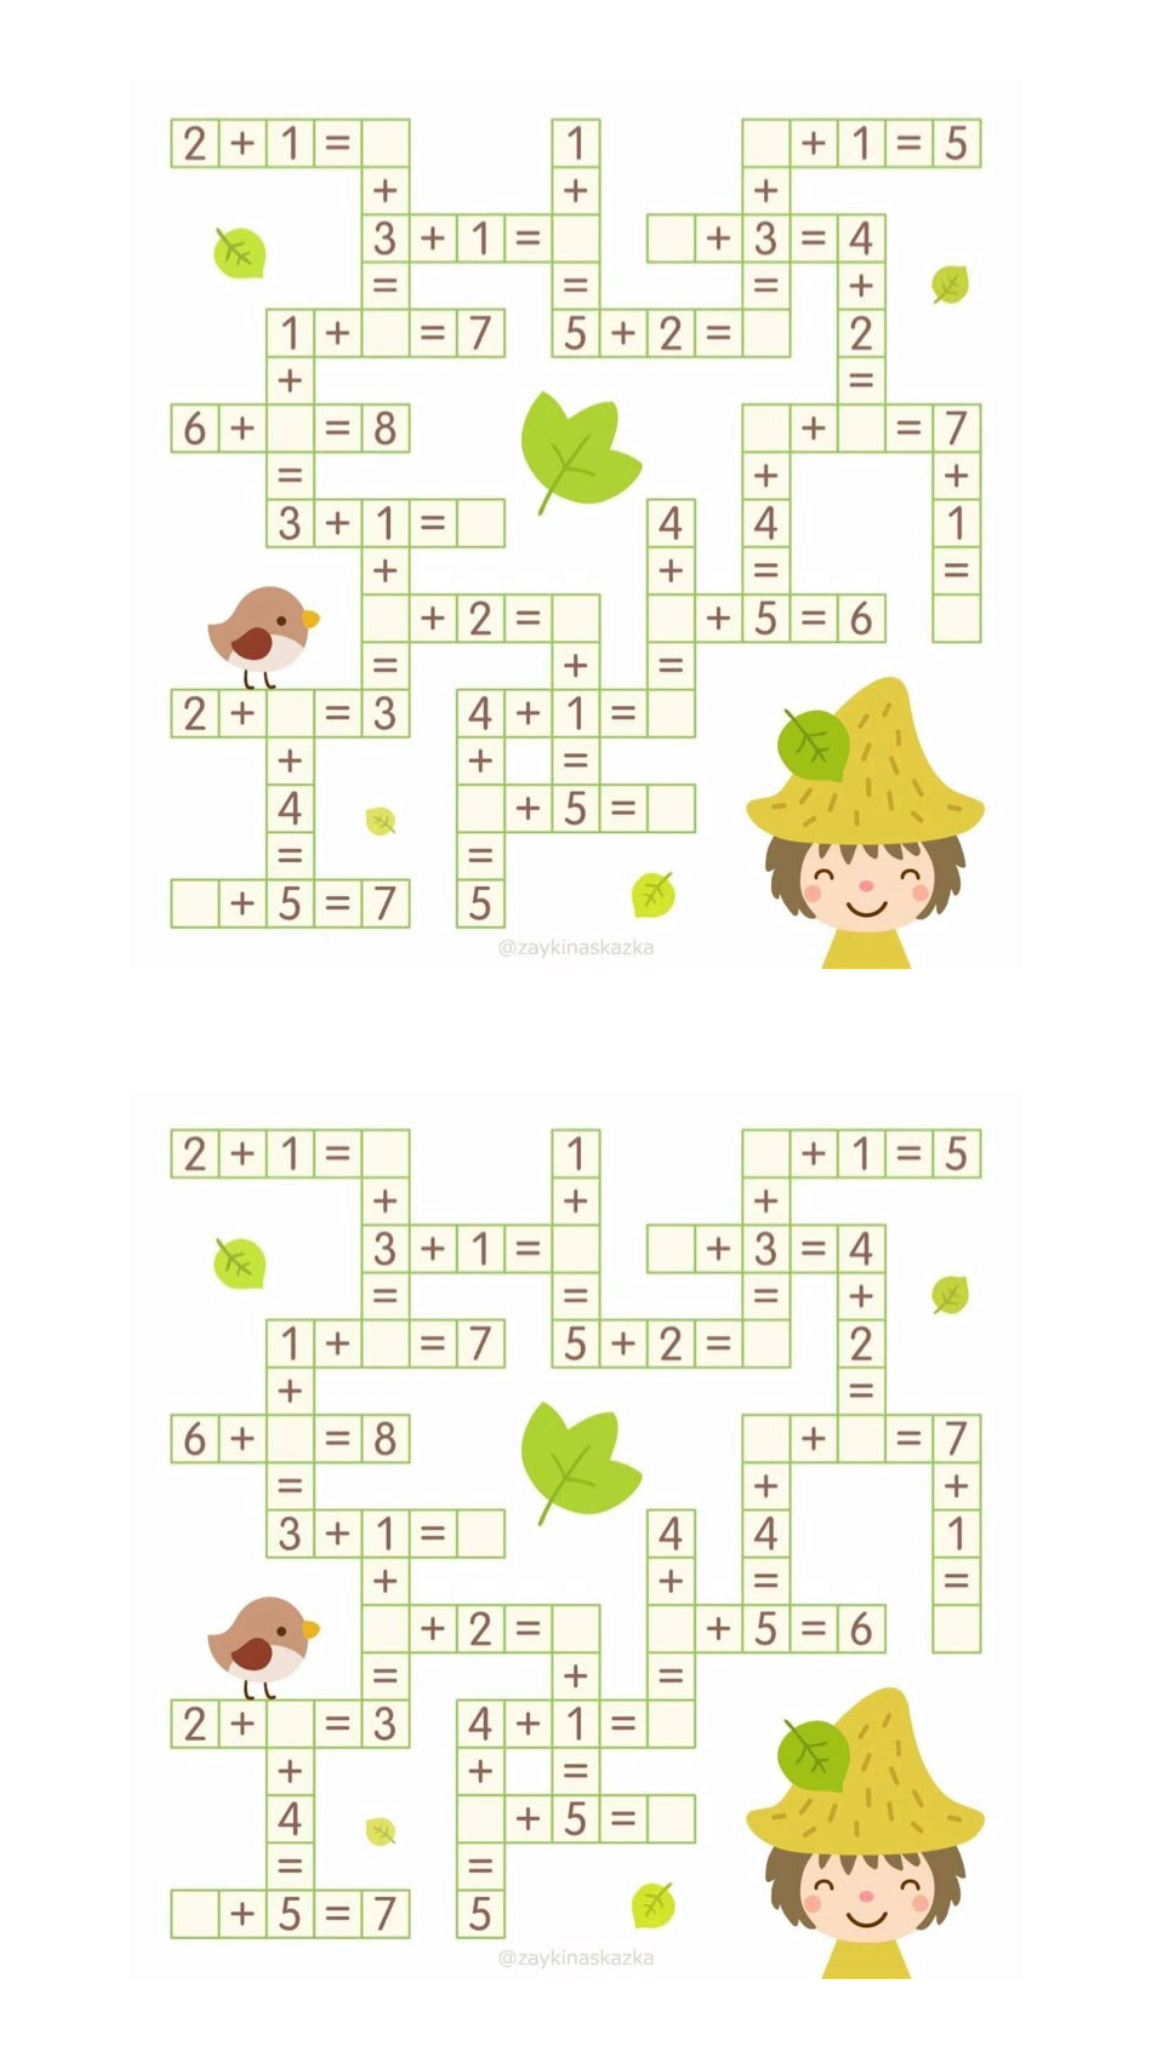 2 + 1 = 1 + 1 = 5
+ + +
3 + 1 = + 3 = 4
= = = +
1 + = 7 5 + 2 = 2
+ =
6 + = 8 + = 7
= + +
3 + 1 = 4 4 1
+ + = =
+ 2 = + 5 = 6
= + =
2 + = 3 4 + 1 =
+ + =
4 + 5 =
= =
+ 5 = 7 5
@zaykinaskazka
2 + 1 = 1 + 1 = 5
+ + +
3 + 1 = + 3 = 4
= = = +
1 + = 7 5 + 2 = 2
+ =
6 + = 8 + = 7
= + +
3 + 1 = 4 4 1
+ + = =
+ 2 = + 5 = 6
= + =
2 + = 3 4 + 1 =
+ + =
4 + 5 =
= =
+ 5 = 7 5
@zaykinaskazka